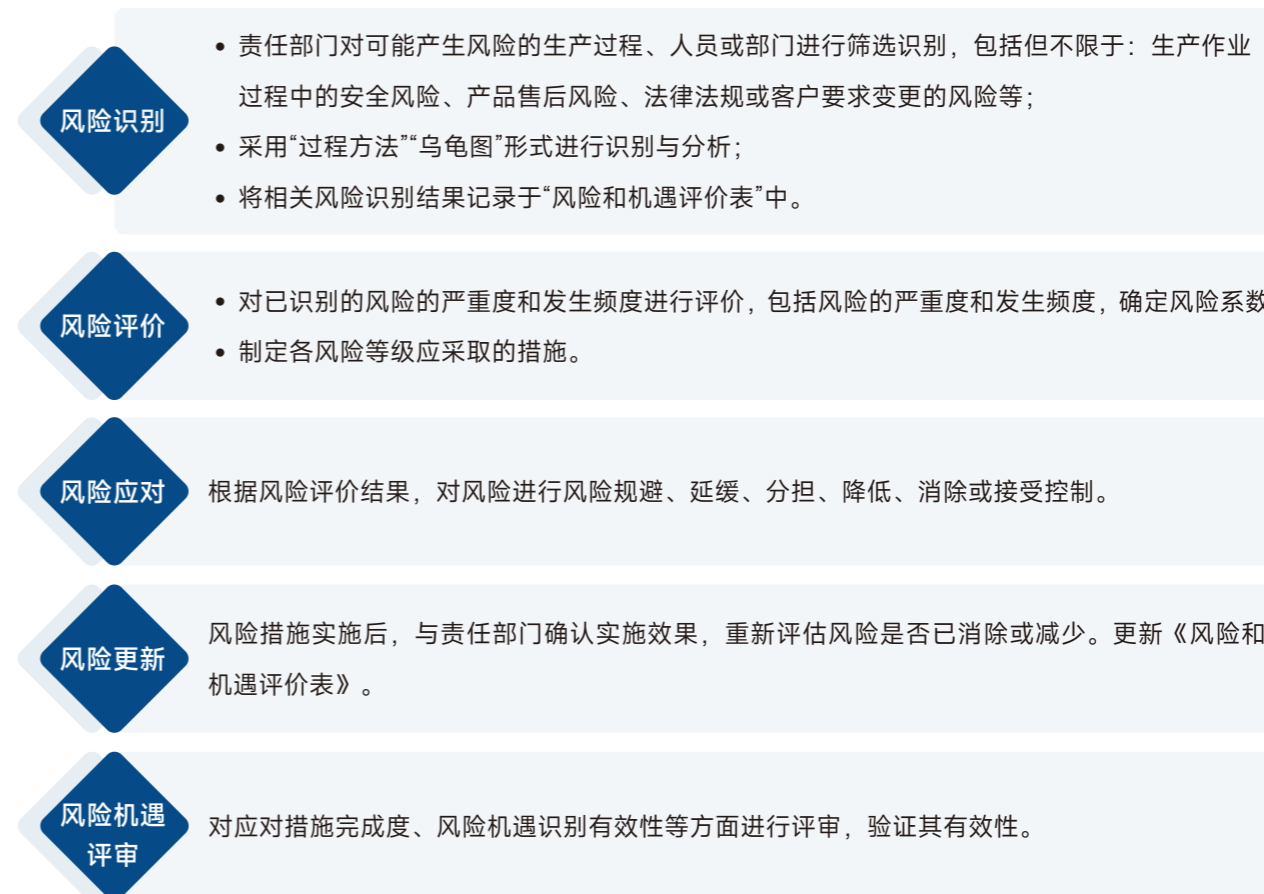 风险识别
• 责任部门对可能产生风险的生产过程、人员或部门进行筛选识别，包括但不限于：生产作业
过程中的安全风险、产品售后风险、法律法规或客户要求变更的风险等；
• 采用“过程方法”“乌龟图”形式进行识别与分析；
• 将相关风险识别结果记录于“风险和机遇评价表”中。
风险评价
• 对已识别的风险的严重度和发生频度进行评价，包括风险的严重度和发生频度，确定风险系数
• 制定各风险等级应采取的措施。
风险应对
根据风险评价结果，对风险进行风险规避、延缓、分担、降低、消除或接受控制。
风险更新
风险措施实施后，与责任部门确认实施效果，重新评估风险是否已消除或减少。更新《风险和
机遇评价表》。
风险机遇
评审
对应对措施完成度、风险机遇识别有效性等方面进行评审，验证其有效性。